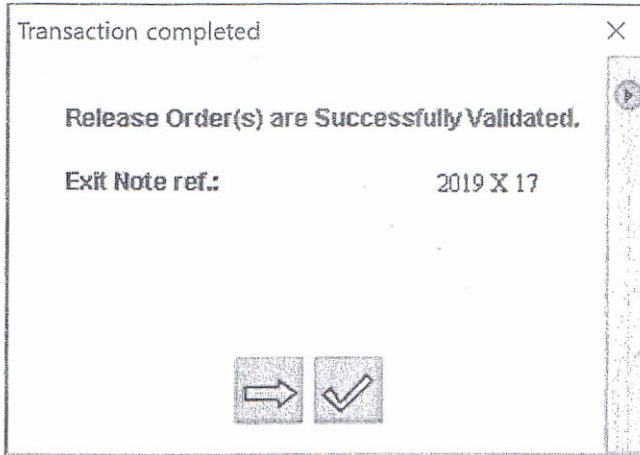 Transaction completed
Release Order(s) are Successfully Validated.
Exit Note ref.: 2019 X 17